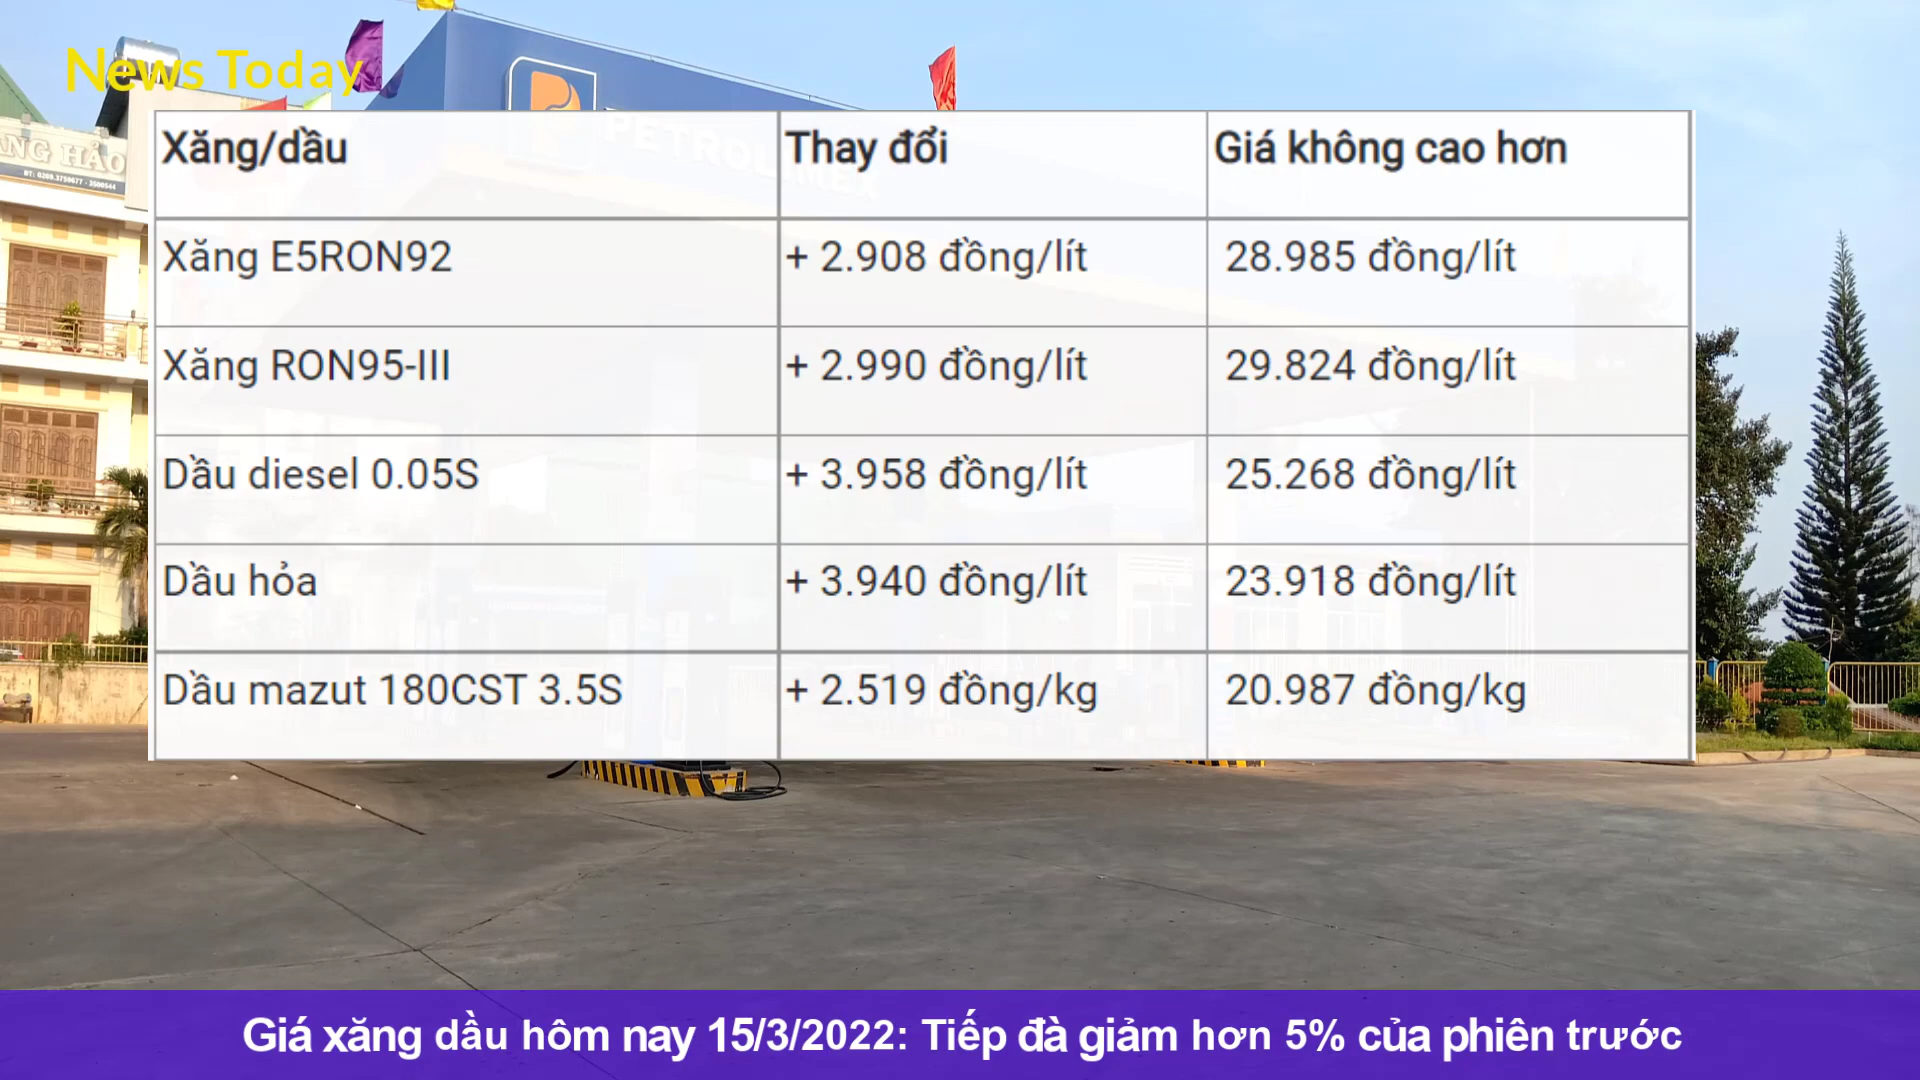 News Today
ANG HẢO
PETROLIMEX
Xăng/dầu Thay đổi Giá không cao hơn
Xăng E5RON92 + 2.908 đồng/lít 28.985 đồng/lít
Xăng RON95-III + 2.990 đồng/lít 29.824 đồng/lít
Dầu diesel 0.05S + 3.958 đồng/lít 25.268 đồng/lít
Dầu hỏa + 3.940 đồng/lít 23.918 đồng/lít
Dầu mazut 180CST 3.5S + 2.519 đồng/kg 20.987 đồng/kg
Giá xăng dầu hôm nay 15/3/2022: Tiếp đà giảm hơn 5% của phiên trước